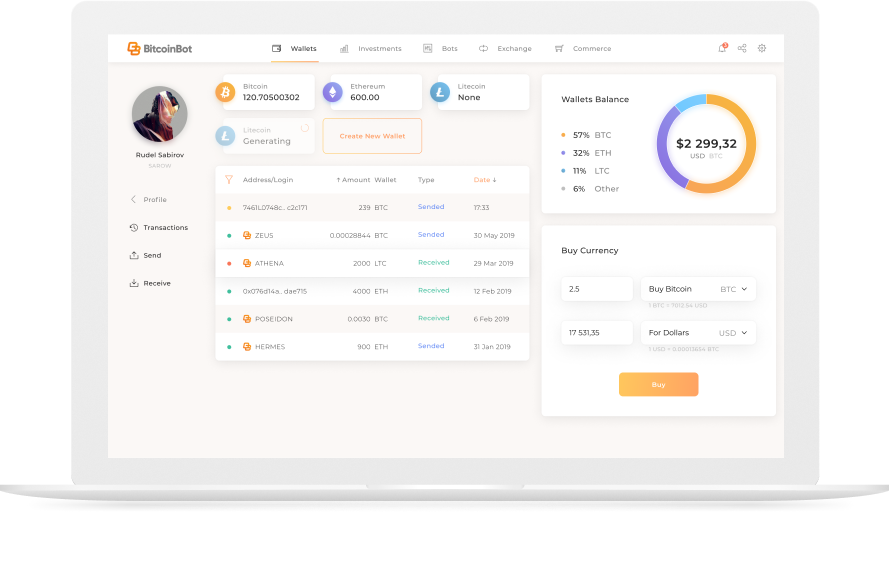 BitcoinBot
Wallets
Investments
Bots
Exchange
Commerce
Rudel Sabirov
SAROW
Profile
Transactions
Send
Receive
Bitcoin
120.70500302
Ethereum
600.00
Litecoin
None
Litecoin
Generating
Create New Wallet
Address/Login ↑ Amount Wallet Type Date ↓
7461L0748c.. c2c171 239 BTC Sended 17:33
ZEUS 0,00028844 BTC Sended 30 May 2019
ATHENA 2000 LTC Received 29 Mar 2019
0x076d14a.. dae715 4000 ETH Received 12 Feb 2019
POSEIDON 0.0030 BTC Received 6 Feb 2019
HERMES 900 ETH Sended 31 Jan 2019
Wallets Balance
57% BTC
32% ETH
11% LTC
6% Other
$2 299,32
USD BTC
Buy Currency
2.5
Buy Bitcoin BTC
1 BTC = 7012.54 USD
17 531,35
For Dollars USD
1 USD = 0.00013654 BTC
Buy